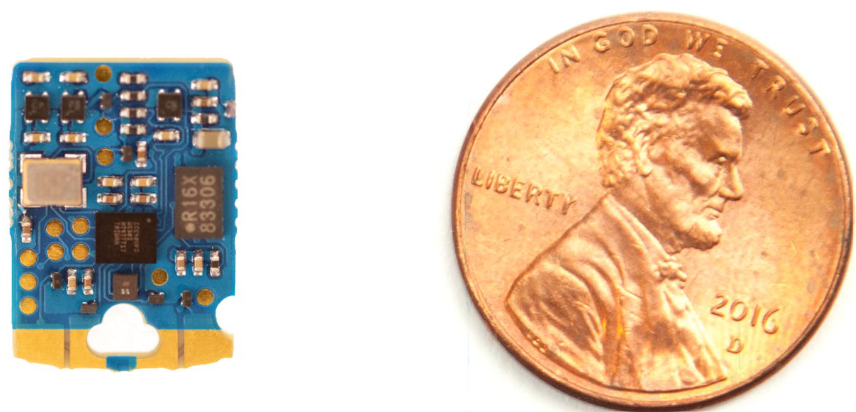 R16X
83306
IN GOD WE TRUST
LIBERTY
2016
D